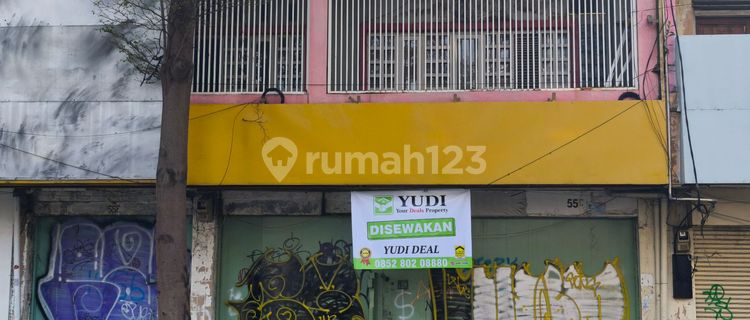 rumah123
YUDI
Your Deals Property
DISEWAKAN
YUDI DEAL
0852 802 08880
55